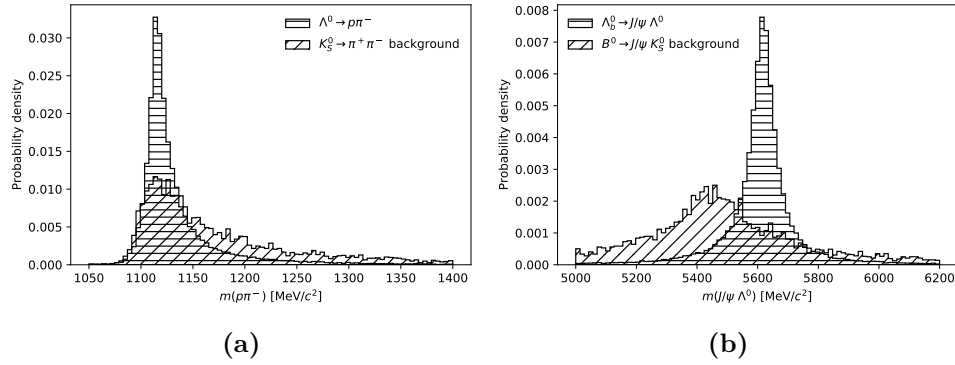 Λ⁰ → pπ⁻
K⁰_S → π⁺π⁻ background
Probability density
0.030
0.025
0.020
0.015
0.010
0.005
0.000
1050 1100 1150 1200 1250 1300 1350 1400
m(pπ⁻) [MeV/c²]
(a)
Λ⁰_b → J/ψ Λ⁰
B⁰ → J/ψ K⁰_S background
Probability density
0.008
0.007
0.006
0.005
0.004
0.003
0.002
0.001
0.000
5000 5200 5400 5600 5800 6000 6200
m(J/ψ Λ⁰) [MeV/c²]
(b)